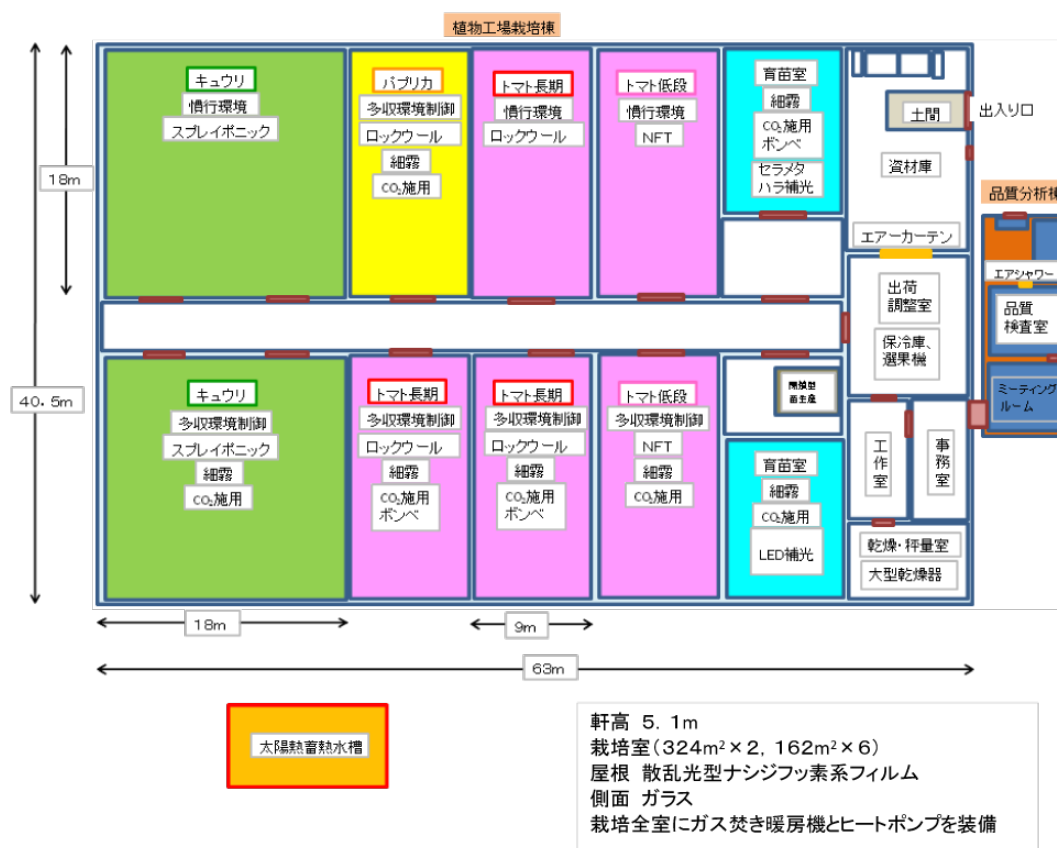 植物工場栽培棟
キュウリ
慣行環境
スプレイポニック
パプリカ
多収環境制御
ロックウール
細霧
CO₂施用
トマト長期
慣行環境
ロックウール
トマト低段
慣行環境
NFT
育苗室
細霧
CO₂施用
ボンベ
セラメタ
ハラ補光
土間
出入り口
資材庫
エアーカーテン
18m
40.5m
出荷
調整室
保冷庫、
選果機
品質分析棟
エアシャワー
品質
検査室
ミーティング
ルーム
キュウリ
多収環境制御
スプレイポニック
細霧
CO₂施用
トマト長期
多収環境制御
ロックウール
細霧
CO₂施用
ボンベ
トマト長期
多収環境制御
ロックウール
細霧
CO₂施用
ボンベ
トマト低段
多収環境制御
NFT
細霧
CO₂施用
苗生産
育苗室
細霧
CO₂施用
LED補光
工作室
事務室
乾燥・秤量室
大型乾燥器
18m
9m
63m
太陽熱蓄熱水槽
軒高 5.1m
栽培室(324m²×2, 162m²×6)
屋根 散乱光型ナシジフッ素系フィルム
側面 ガラス
栽培全室にガス焚き暖房機とヒートポンプを装備